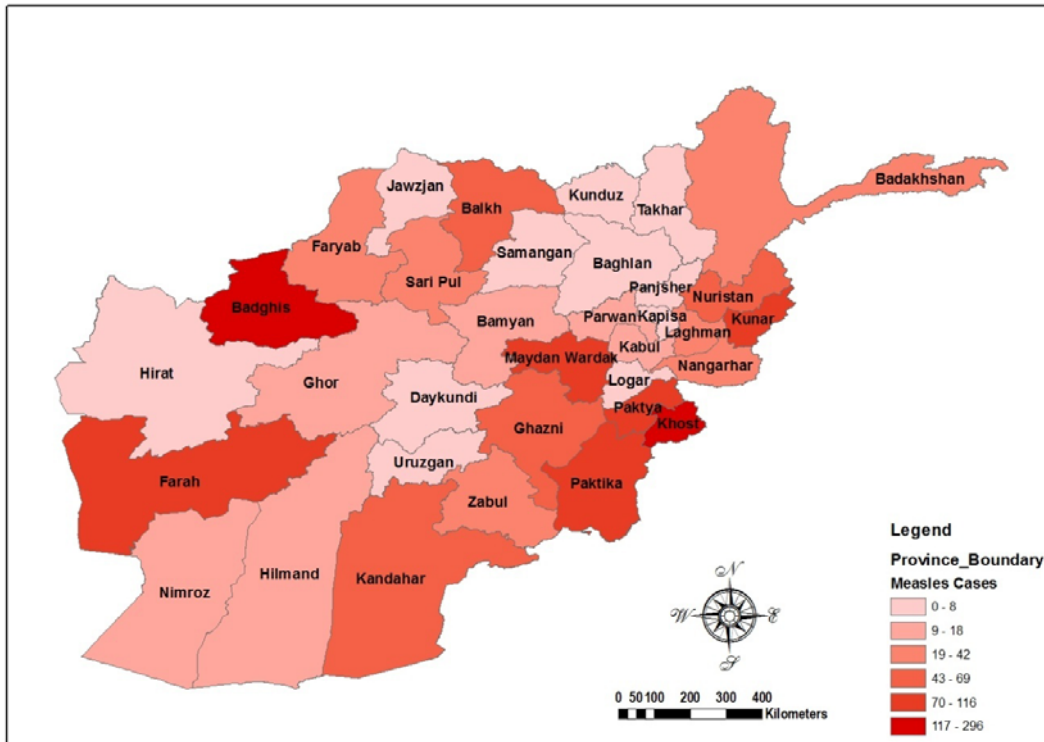 Badakhshan
Jawzjan
Balkh
Kunduz
Takhar
Faryab
Samangan
Baghlan
Sari Pul
Panjsher
Nuristan
Badghis
Bamyan
Parwan
Kapisa
Kunar
Laghman
Kabul
Maydan Wardak
Nangarhar
Hirat
Ghor
Logar
Daykundi
Paktya
Khost
Ghazni
Uruzgan
Farah
Paktika
Zabul
Hilmand
Kandahar
Nimroz
N
W
E
S
0 50 100 200 300 400
Kilometers
Legend
Province_Boundary
Measles Cases
0 - 8
9 - 18
19 - 42
43 - 69
70 - 116
117 - 296